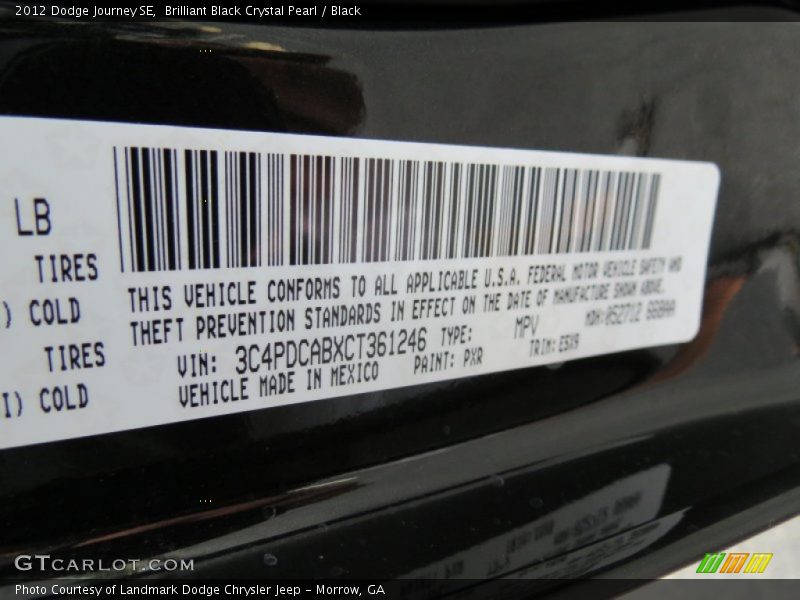 2012 Dodge Journey SE,  Brilliant Black Crystal Pearl / Black
LB
TIRES
) COLD
TIRES
I) COLD
THIS VEHICLE CONFORMS TO ALL APPLICABLE U.S.A. FEDERAL MOTOR VEHICLE SAFETY AND
THEFT PREVENTION STANDARDS IN EFFECT ON THE DATE OF MANUFACTURE SHOWN ABOVE.
VIN: 3C4PDCABXCT361246 TYPE: MPV MDH:052712
VEHICLE MADE IN MEXICO PAINT: PXR TRIM:
GTCARLOT.COM
Photo Courtesy of Landmark Dodge Chrysler Jeep - Morrow, GA